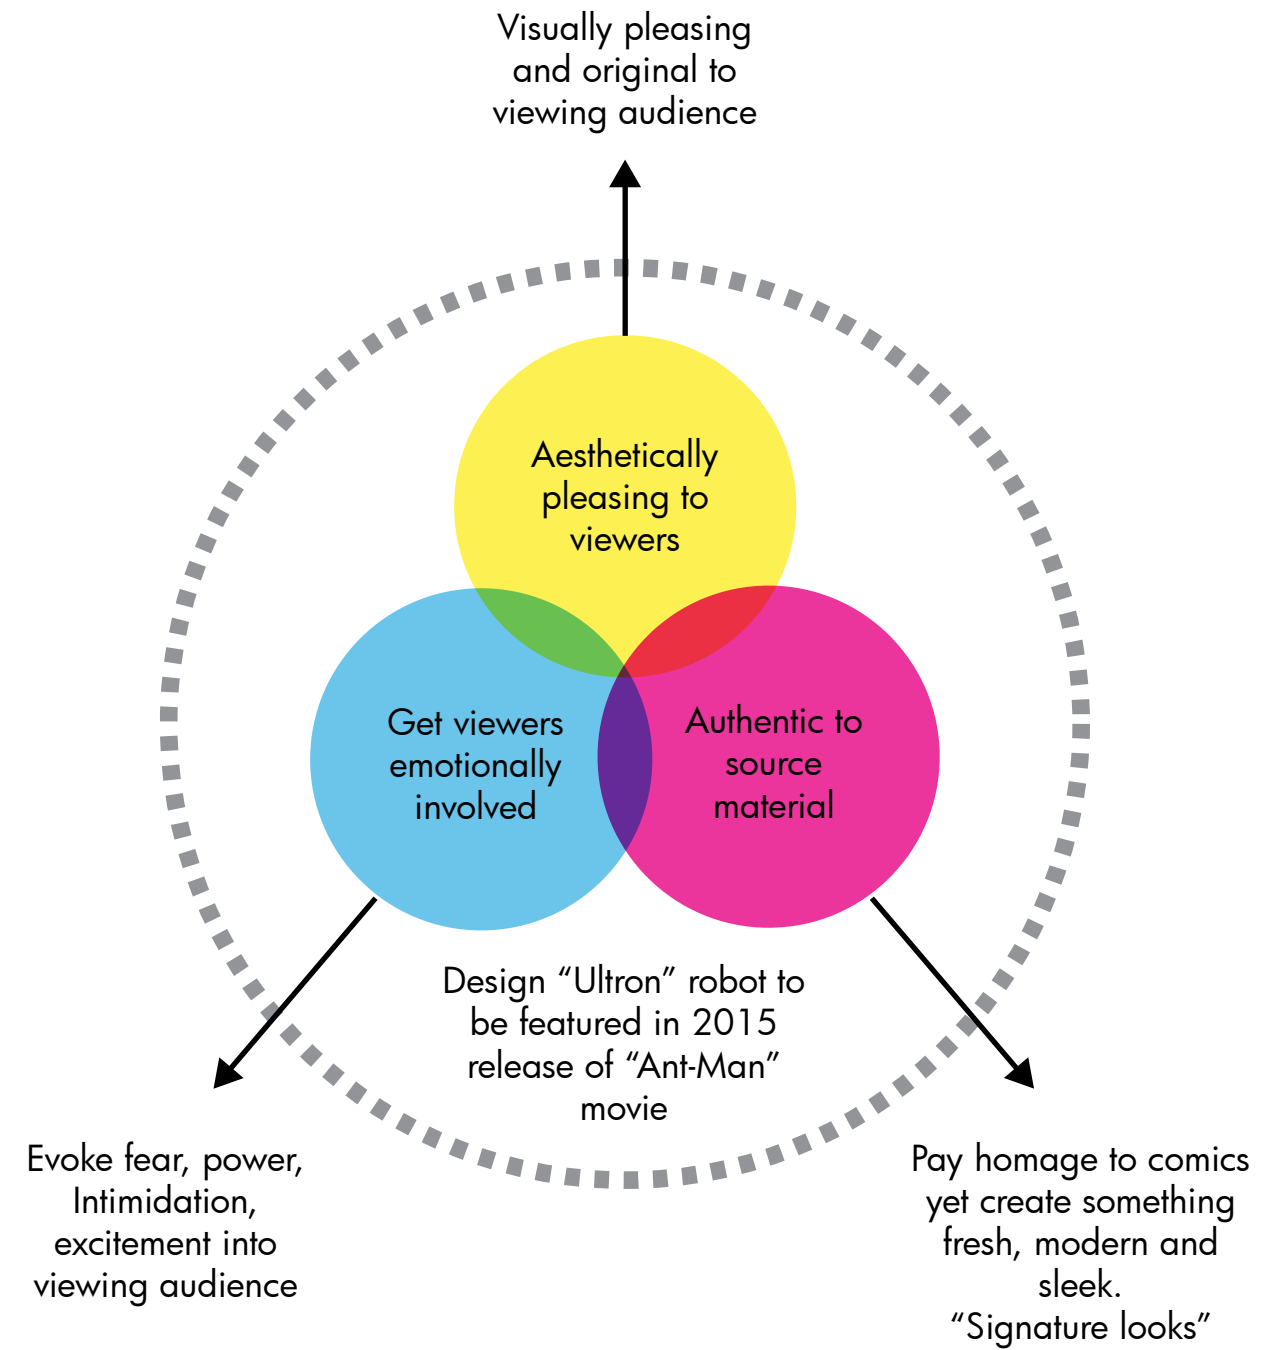 Visually pleasing
and original to
viewing audience
Aesthetically
pleasing to
viewers
Get viewers
emotionally
involved
Authentic to
source
material
Design “Ultron” robot to
be featured in 2015
release of “Ant-Man”
movie
Evoke fear, power,
Intimidation,
excitement into
viewing audience
Pay homage to comics
yet create something
fresh, modern and
sleek.
“Signature looks”